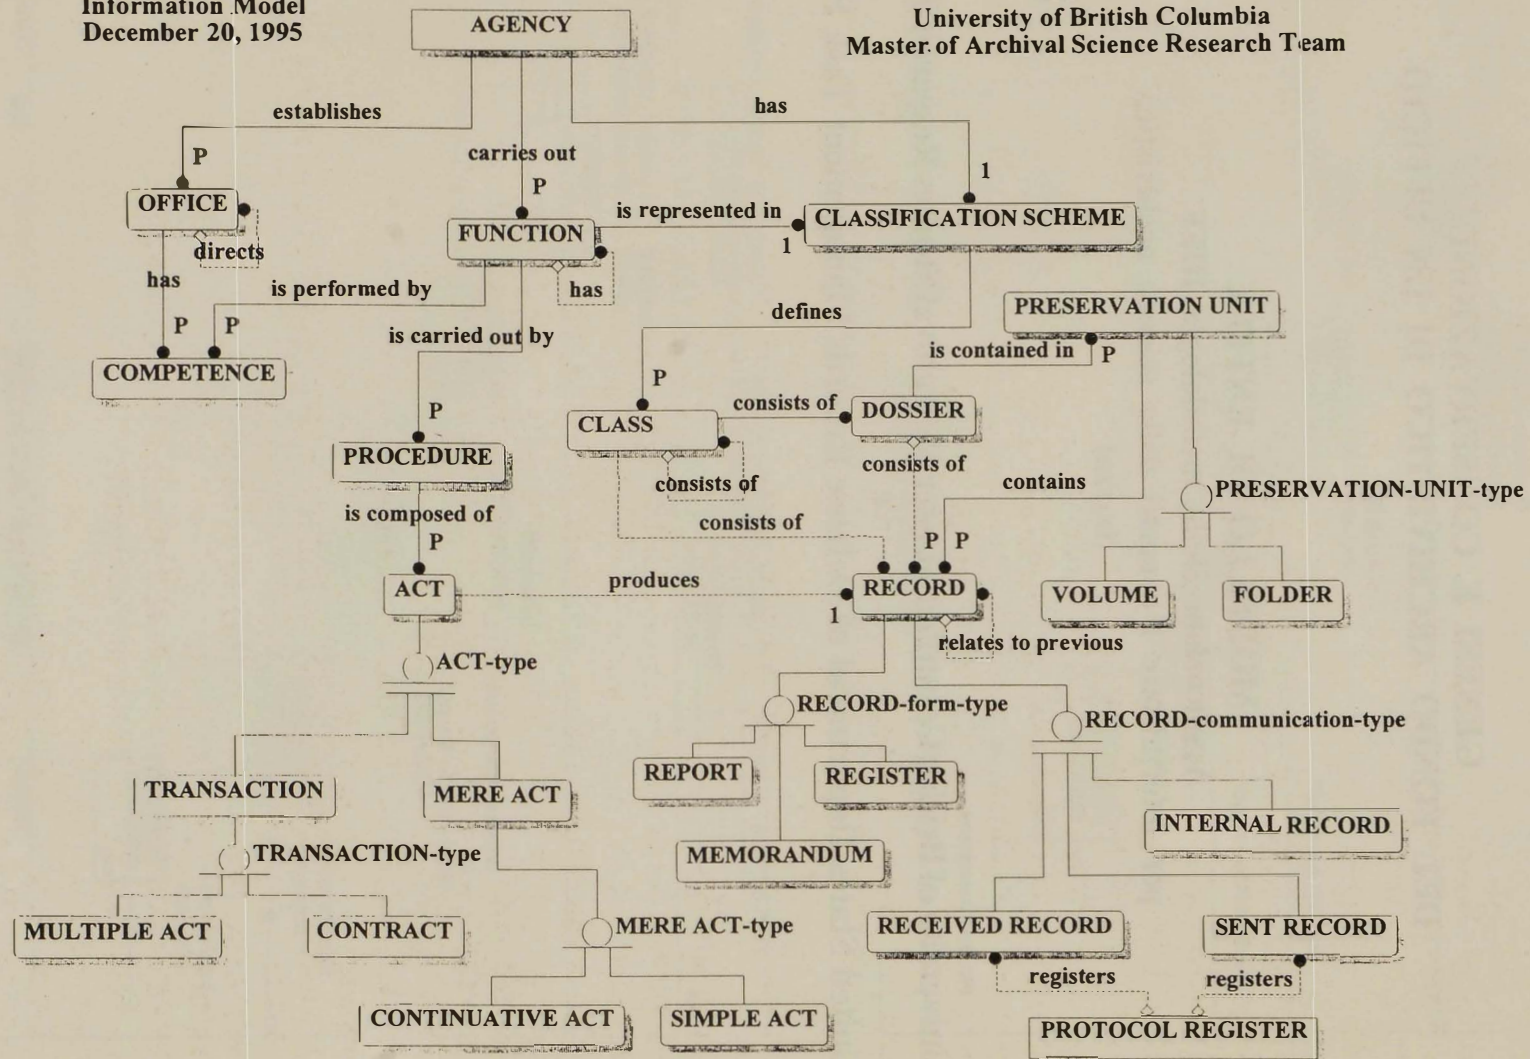 Information Model
December 20, 1995
University of British Columbia
Master of Archival Science Research Team
AGENCY
establishes
has
carries out
P
P
1
OFFICE
FUNCTION
is represented in
1
CLASSIFICATION SCHEME
directs
has
has
is performed by
P
P
is carried out by
defines
PRESERVATION UNIT
is contained in
P
COMPETENCE
P
P
CLASS
consists of
DOSSIER
PROCEDURE
consists of
consists of
consists of
contains
PRESERVATION-UNIT-type
is composed of
P
P
P
ACT
produces
1
RECORD
VOLUME
FOLDER
relates to previous
ACT-type
RECORD-form-type
RECORD-communication-type
TRANSACTION
MERE ACT
REPORT
REGISTER
INTERNAL RECORD
TRANSACTION-type
MEMORANDUM
MULTIPLE ACT
CONTRACT
MERE ACT-type
RECEIVED RECORD
SENT RECORD
registers
registers
CONTINUATIVE ACT
SIMPLE ACT
PROTOCOL REGISTER